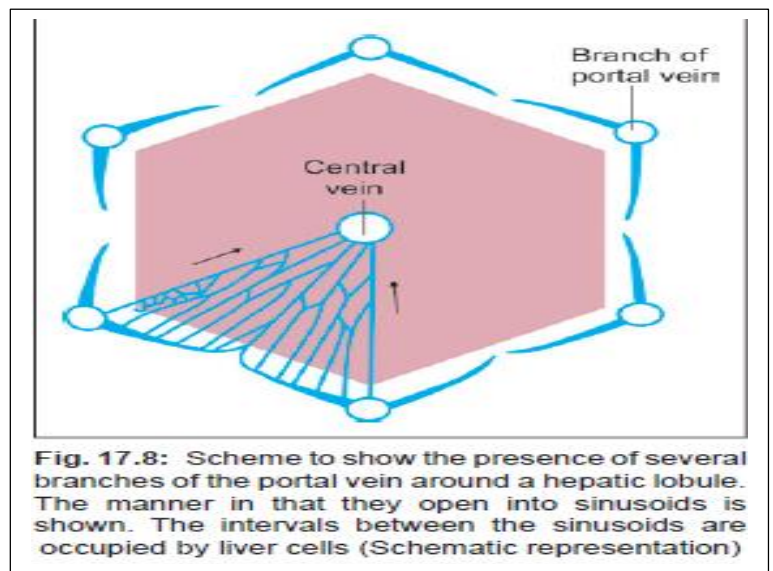 Branch of
portal vein
Central
vein
Fig. 17.8: Scheme to show the presence of several
branches of the portal vein around a hepatic lobule.
The manner in that they open into sinusoids is
shown. The intervals between the sinusoids are
occupied by liver cells (Schematic representation)